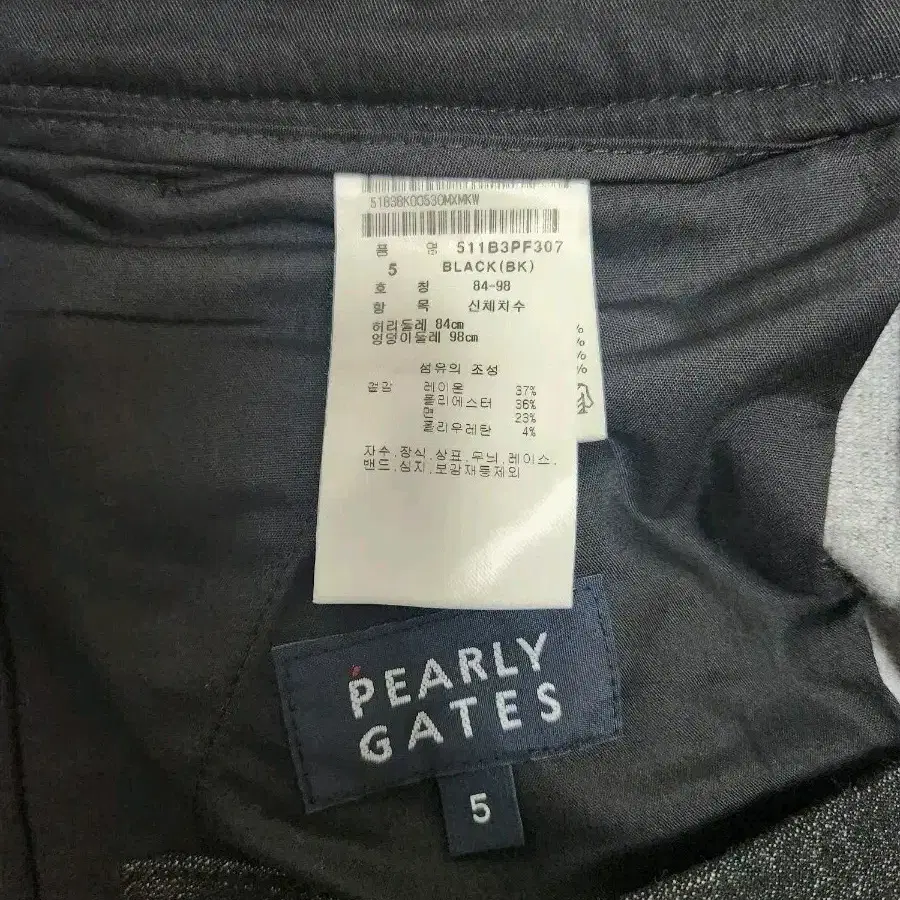 51B3BK00530MXMKW
품 명 511B3PF307
5 BLACK(BK)
호 칭 84-98
항 목 신체치수
허리둘레 84cm
엉덩이둘레 98cm
섬유의 조성
겉감 레이온 37%
폴리에스터 36%
면 23%
폴리우레탄 4%
자수.장식.상표.무늬.레이스.
밴드.심지.보강재등제외
%
%
%
%
PEARLY
GATES
5